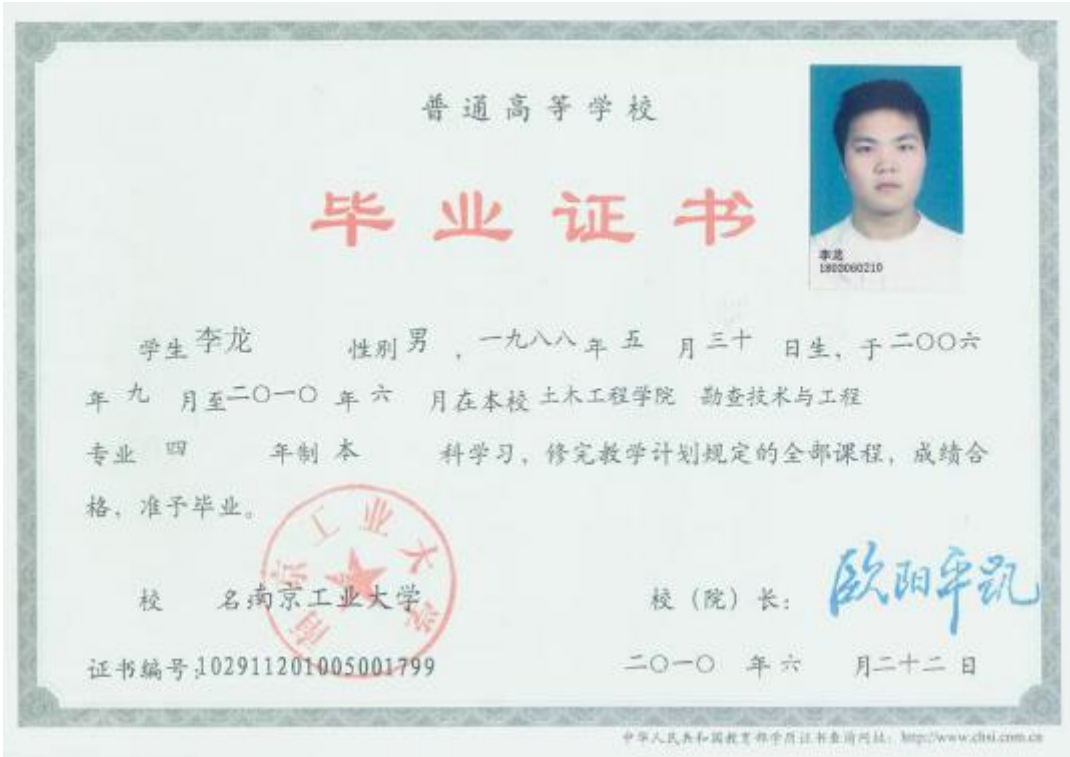 普通高等学校
毕业证书
李龙
1803060210
学生 李龙 性别 男 ，一九八八 年 五 月 三十 日生，于 二〇〇六
年 九 月至 二〇一〇 年 六 月在本校 土木工程学院 勘查技术与工程
专业 四 年制 本 科学习，修完教学计划规定的全部课程，成绩合
格，准予毕业。
南京工业大学
校 名 南京工业大学 校（院）长： 欧阳平凯
证书编号：102911201005001799 二〇一〇 年 六 月 二十二 日
中华人民共和国教育部学历证书查询网址：http://www.chsi.com.cn